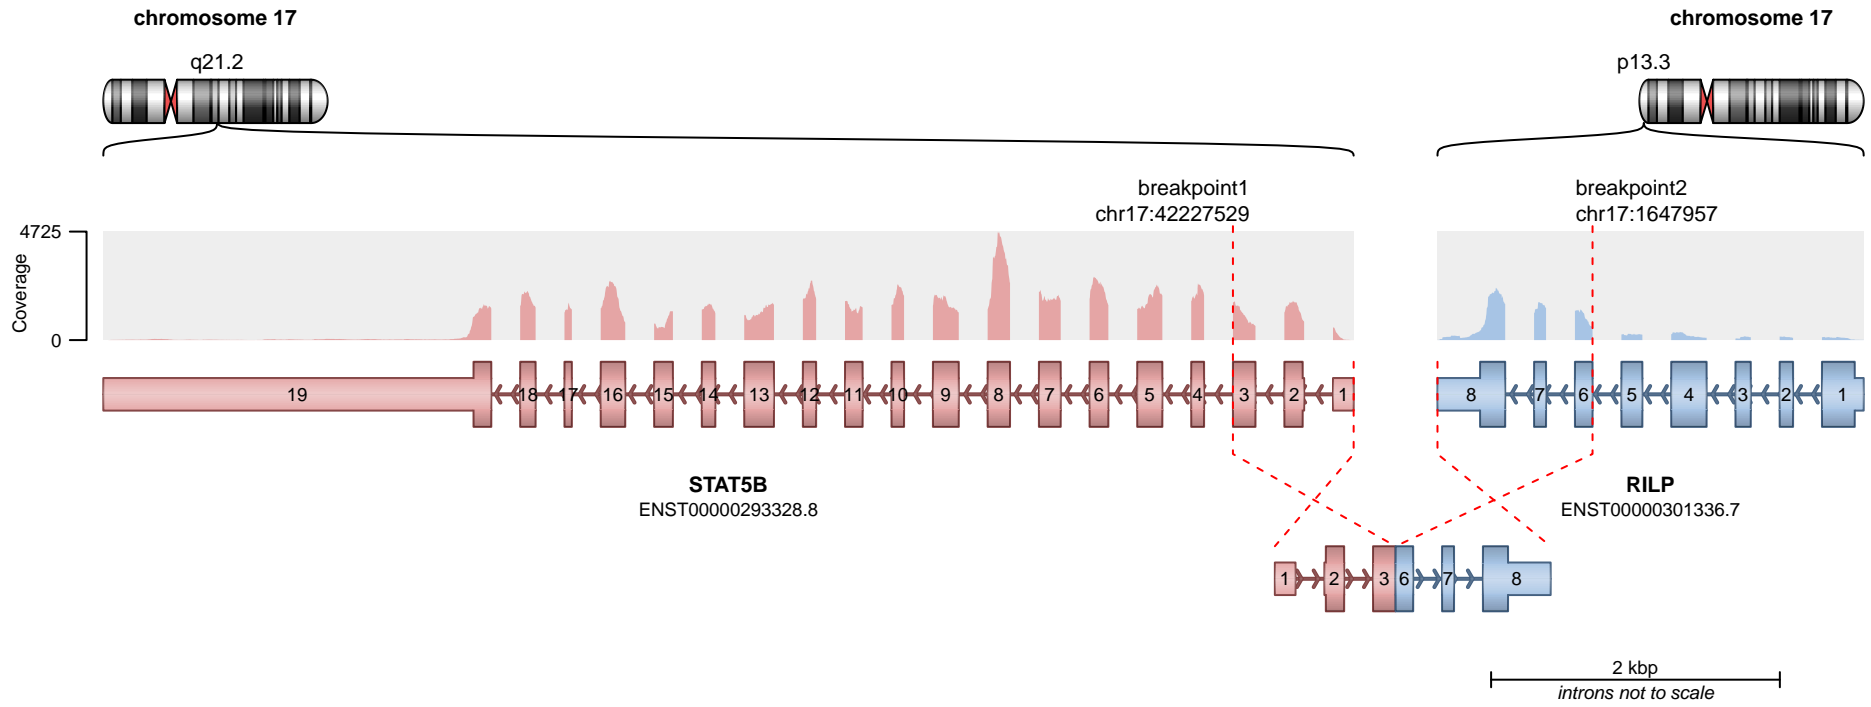 chromosome 17
chromosome 17
q21.2
p13.3
breakpoint1
chr17:42227529
breakpoint2
chr17:1647957
4725
Coverage
0
19 18 17 16 15 14 13 12 11 10 9 8 7 6 5 4 3 2 1
8 7 6 5 4 3 2 1
STAT5B
ENST00000293328.8
RILP
ENST00000301336.7
1 2 3 6 7 8
2 kbp
introns not to scale